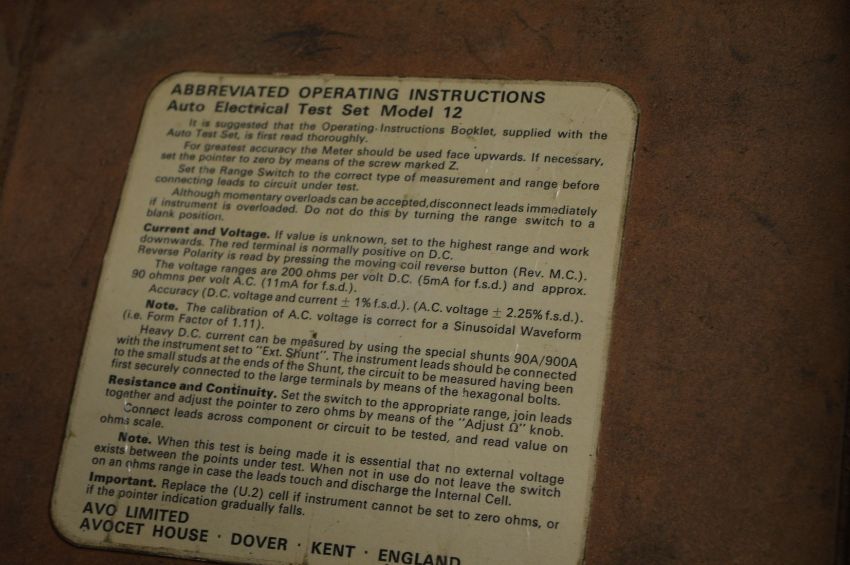 ABBREVIATED OPERATING INSTRUCTIONS
Auto Electrical Test Set Model 12
It is suggested that the Operating Instructions Booklet, supplied with the
Auto Test Set, is first read thoroughly.
For greatest accuracy the Meter should be used face upwards. If necessary,
set the pointer to zero by means of the screw marked Z.
Set the Range Switch to the correct type of measurement and range before
connecting leads to circuit under test.
Although momentary overloads can be accepted, disconnect leads immediately
if instrument is overloaded. Do not do this by turning the range switch to a
blank position.
Current and Voltage. If value is unknown, set to the highest range and work
downwards. The red terminal is normally positive on D.C.
Reverse Polarity is read by pressing the moving coil reverse button (Rev. M.C.).
The voltage ranges are 200 ohms per volt D.C. (5mA for f.s.d.) and approx.
90 ohmns per volt A.C. (11mA for f.s.d.).
Accuracy (D.C. voltage and current ± 1% f.s.d.). (A.C. voltage ± 2.25% f.s.d.).
Note. The calibration of A.C. voltage is correct for a Sinusoidal Waveform
(i.e. Form Factor of 1.11).
Heavy D.C. current can be measured by using the special shunts 90A/900A
with the instrument set to "Ext. Shunt". The instrument leads should be connected
to the small studs at the ends of the Shunt, the circuit to be measured having been
first securely connected to the large terminals by means of the hexagonal bolts.
Resistance and Continuity. Set the switch to the appropriate range, join leads
together and adjust the pointer to zero ohms by means of the "Adjust Ω" knob.
Connect leads across component or circuit to be tested, and read value on
ohms scale.
Note. When this test is being made it is essential that no external voltage
exists between the points under test. When not in use do not leave the switch
on an ohms range in case the leads touch and discharge the Internal Cell.
Important. Replace the (U.2) cell if instrument cannot be set to zero ohms, or
if the pointer indication gradually falls.
AVO LIMITED
AVOCET HOUSE · DOVER · KENT · ENGLAND